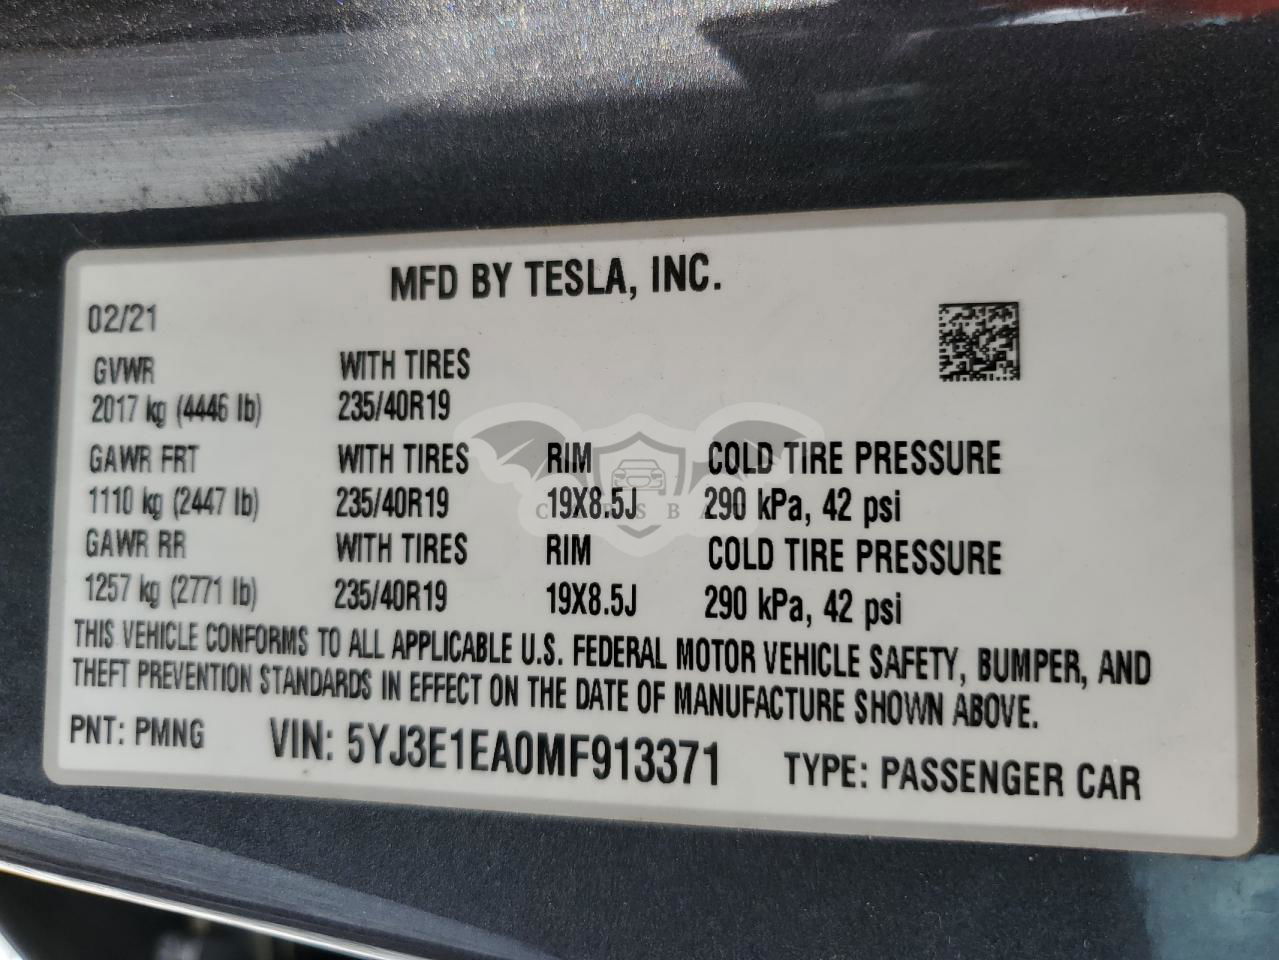 MFD BY TESLA, INC.
02/21
GVWR WITH TIRES
2017 kg (4446 lb) 235/40R19
GAWR FRT WITH TIRES RIM COLD TIRE PRESSURE
1110 kg (2447 lb) 235/40R19 19X8.5J 290 kPa, 42 psi
GAWR RR WITH TIRES RIM COLD TIRE PRESSURE
1257 kg (2771 lb) 235/40R19 19X8.5J 290 kPa, 42 psi
THIS VEHICLE CONFORMS TO ALL APPLICABLE U.S. FEDERAL MOTOR VEHICLE SAFETY, BUMPER, AND
THEFT PREVENTION STANDARDS IN EFFECT ON THE DATE OF MANUFACTURE SHOWN ABOVE.
PNT: PMNG VIN: 5YJ3E1EA0MF913371 TYPE: PASSENGER CAR